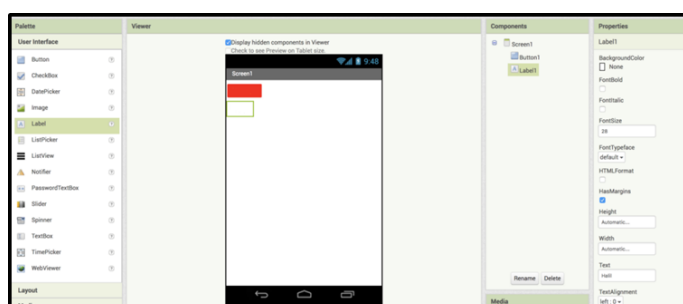 Palette
Viewer
Components
Properties
User Interface
Button
CheckBox
DatePicker
Image
Label
ListPicker
ListView
Notifier
PasswordTextBox
Slider
Spinner
TextBox
TimePicker
WebViewer
Layout
Display hidden components in Viewer
Check to see Preview on Tablet size.
9:48
Screen1
Screen1
Button1
Label1
Rename Delete
Media
Label1
BackgroundColor
None
FontBold
FontItalic
FontSize
FontTypeface
default
HTMLFormat
HasMargins
Height
Automatic...
Width
Automatic...
Text
TextAlignment
left : 0